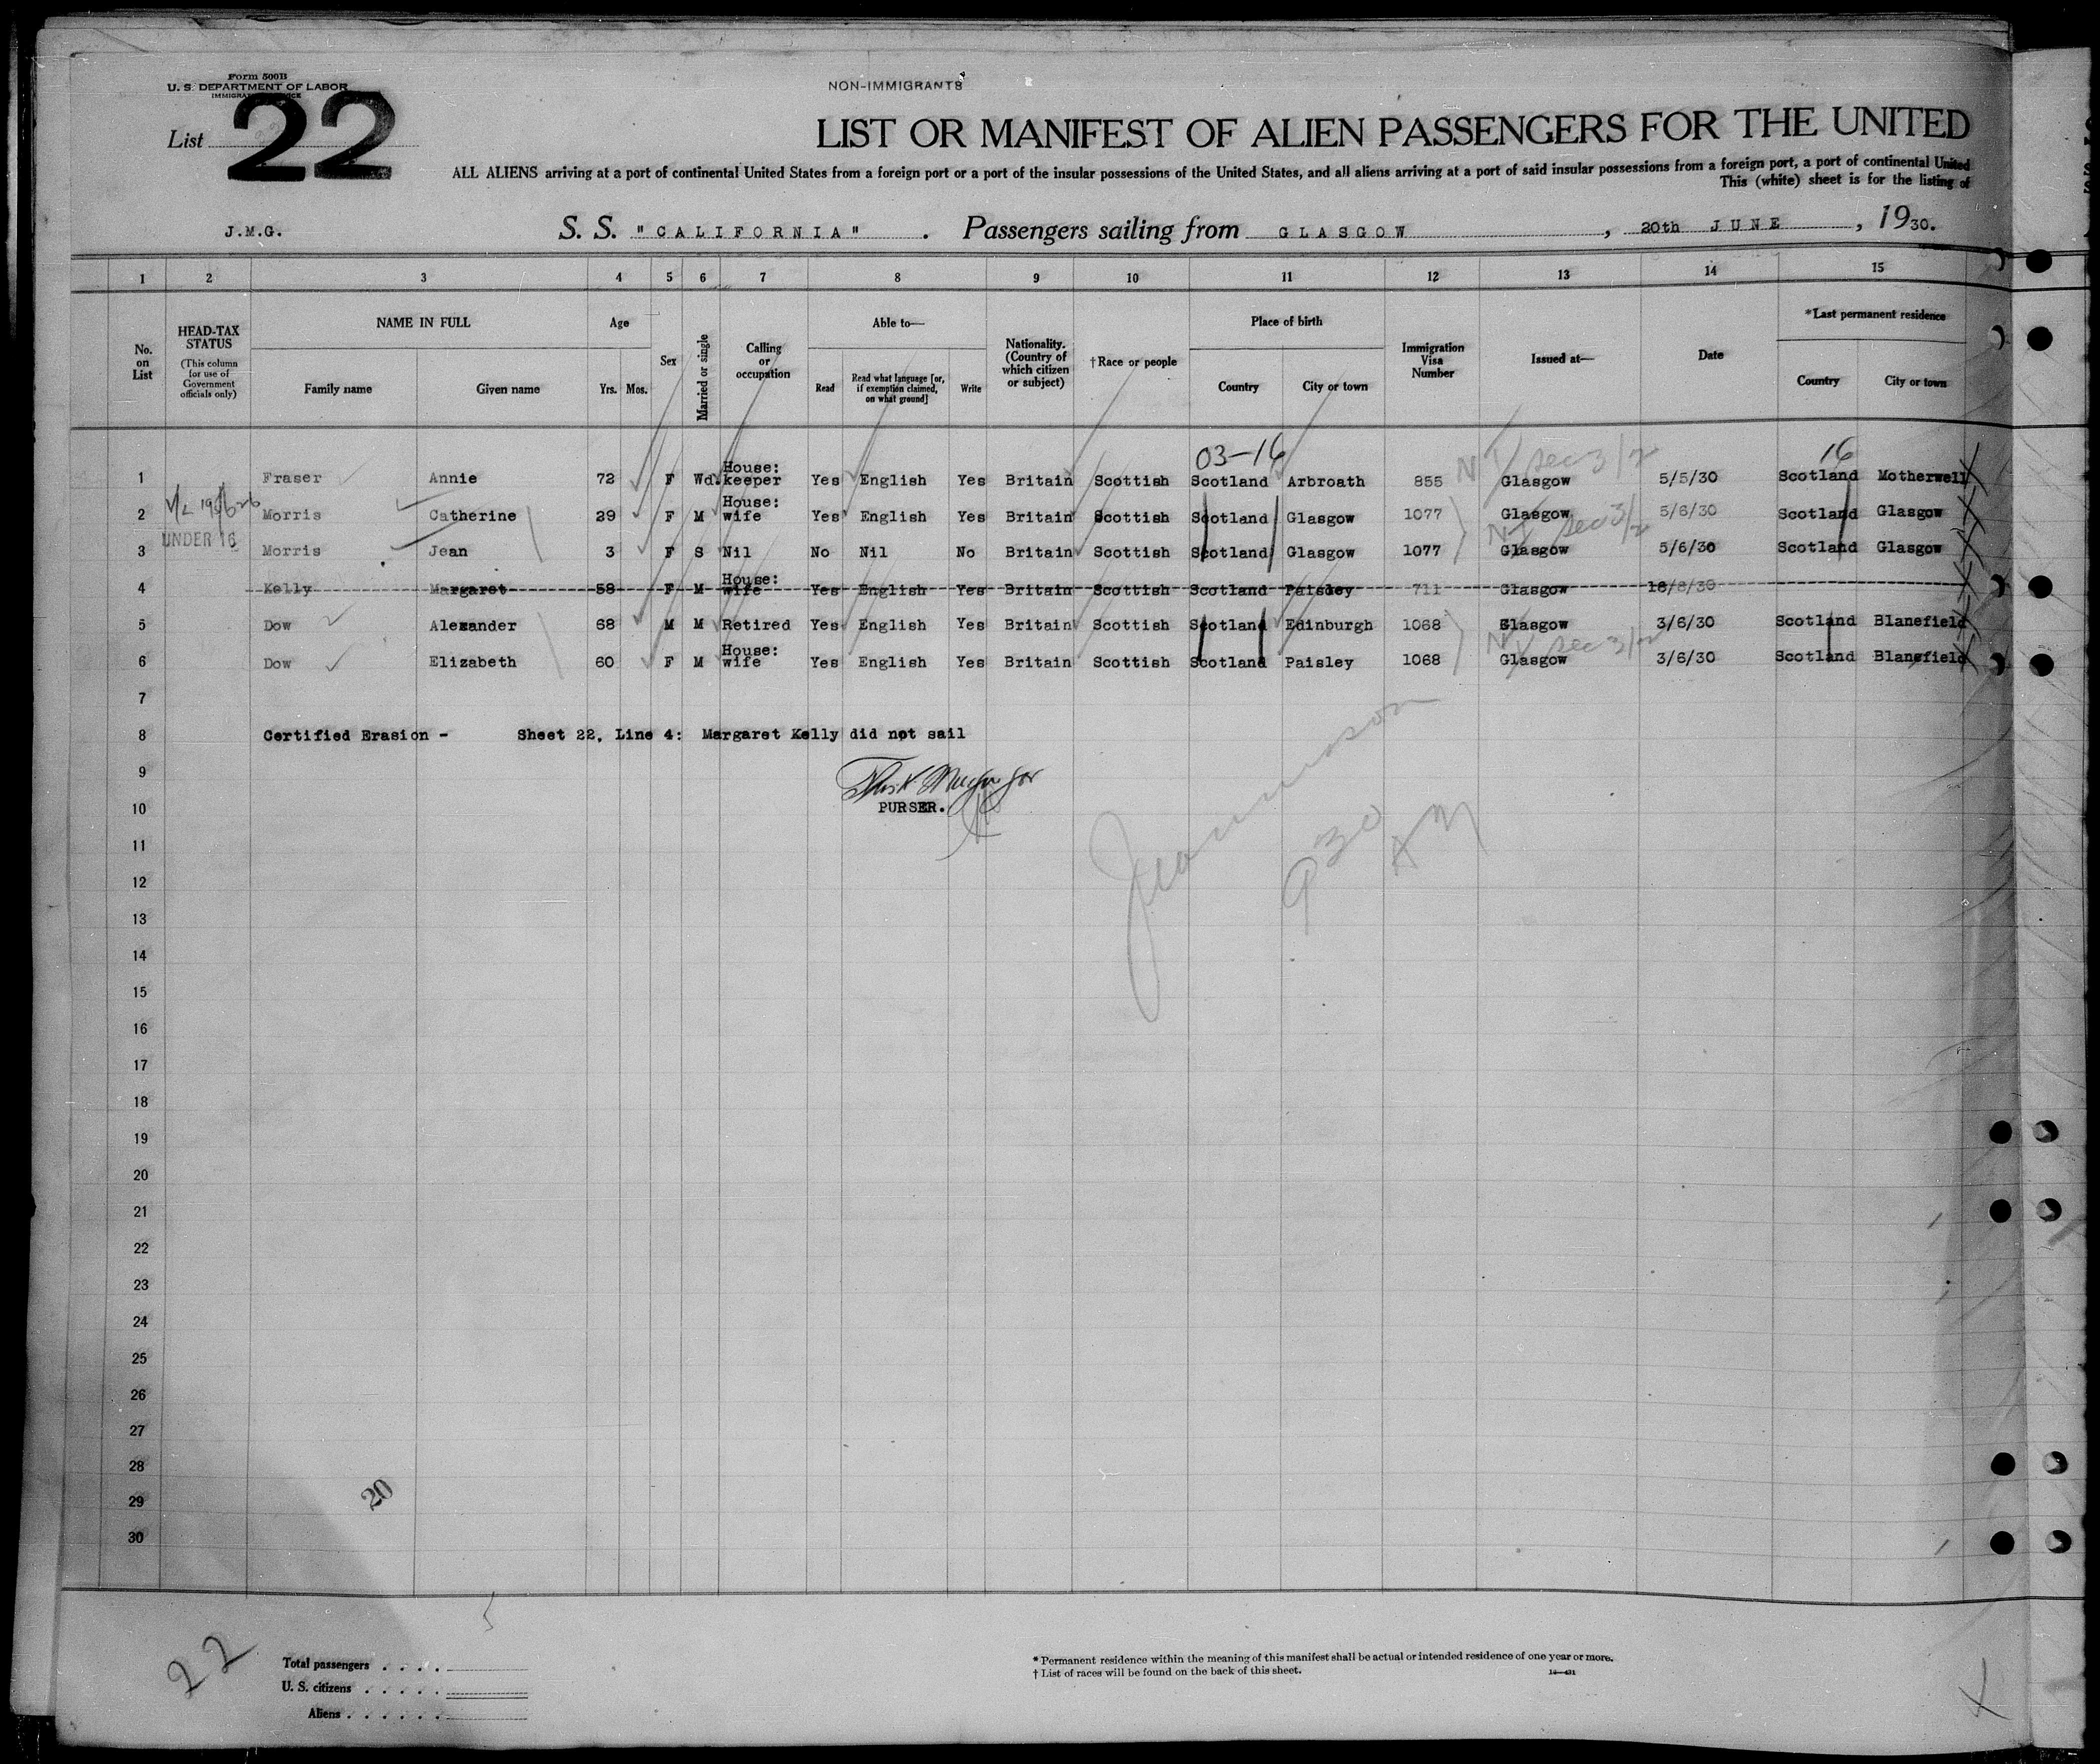 Form 500B
U. S. DEPARTMENT OF LABOR
NON-IMMIGRANTS
List 22
LIST OR MANIFEST OF ALIEN PASSENGERS FOR THE UNITED
ALL ALIENS arriving at a port of continental United States from a foreign port or a port of the insular possessions of the United States, and all aliens arriving at a port of said insular possessions from a foreign port, a port of continental United
This (white) sheet is for the listing of
J.M.G.
S. S. "CALIFORNIA" . Passengers sailing from GLASGOW , 20th JUNE , 1930.
1 2 3 4 5 6 7 8 9 10 11 12 13 14 15
No. on List
HEAD-TAX STATUS (This column for use of Government officials only)
NAME IN FULL
Family name Given name
Age
Yrs. Mos.
Sex
Married or single
Calling or occupation
Able to—
Read
Read what language [or, if exemption claimed, on what ground]
Write
Nationality. (Country of which citizen or subject)
†Race or people
Place of birth
Country City or town
Immigration Visa Number
Issued at—
Date
*Last permanent residence
Country City or town
03-16 16
1 Fraser Annie 72 F Wd. House: keeper Yes English Yes Britain Scottish Scotland Arbroath 855 Glasgow 5/5/30 Scotland Motherwell
2 Morris Catherine 29 F M House: wife Yes English Yes Britain Scottish Scotland Glasgow 1077 Glasgow 5/6/30 Scotland Glasgow
3 UNDER 16 Morris Jean 3 F S Nil No Nil No Britain Scottish Scotland Glasgow 1077 Glasgow 5/6/30 Scotland Glasgow
4 Kelly Margaret 58 F M House: wife Yes English Yes Britain Scottish Scotland Paisley 711 Glasgow
5 Dow Alexander 68 M M Retired Yes English Yes Britain Scottish Scotland Edinburgh 1068 Glasgow 3/6/30 Scotland Blanefield
6 Dow Elizabeth 60 F M House: wife Yes English Yes Britain Scottish Scotland Paisley 1068 Glasgow 3/6/30 Scotland Blanefield
7
8 Certified Erasion - Sheet 22, Line 4: Margaret Kelly did not sail
9
10 PURSER.
11
12
13
14
15
16
17
18
19
20
21
22
23
24
25
26
27
28
29
30
930 AM
20
22
Total passengers . . . .
U. S. citizens . . . . .
Aliens . . . . . .
* Permanent residence within the meaning of this manifest shall be actual or intended residence of one year or more.
† List of races will be found on the back of this sheet.